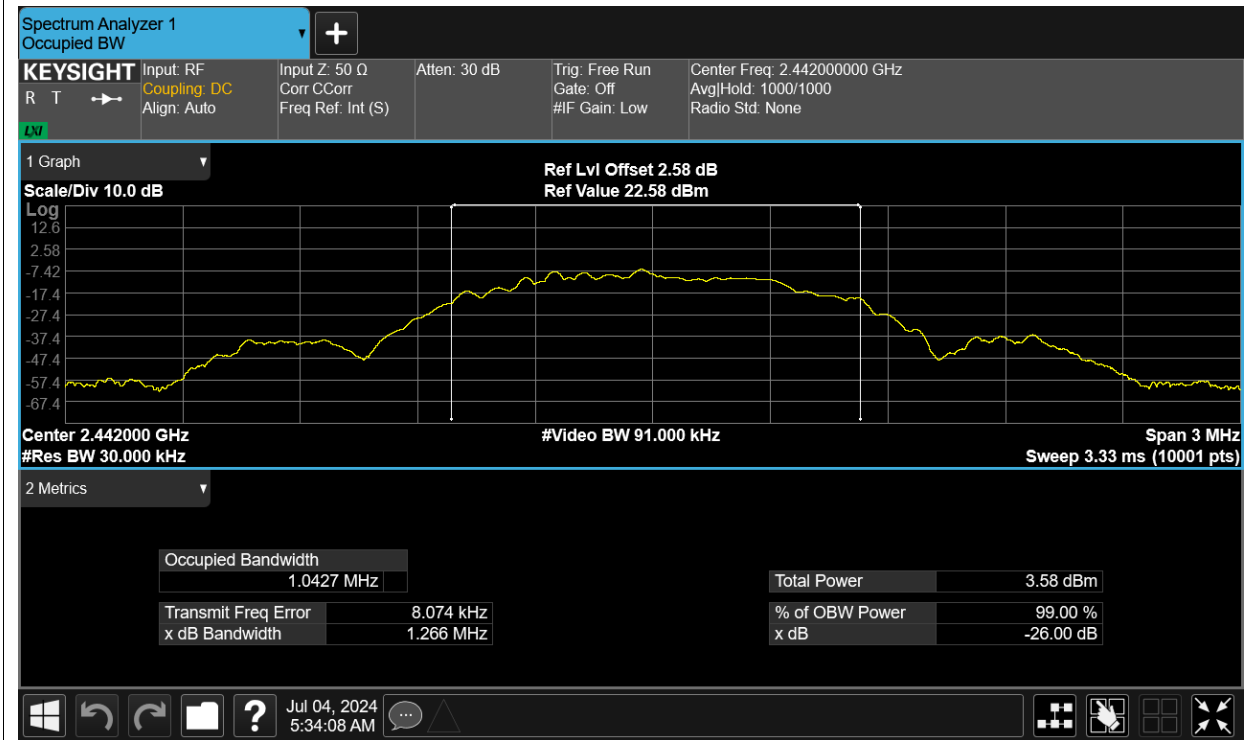 Spectrum Analyzer 1
Occupied BW
KEYSIGHT
R T
LXI
Input: RF
Coupling: DC
Align: Auto
Input Z: 50 Ω
Corr CCorr
Freq Ref: Int (S)
Atten: 30 dB
Trig: Free Run
Gate: Off
#IF Gain: Low
Center Freq: 2.442000000 GHz
Avg|Hold: 1000/1000
Radio Std: None
1 Graph
Scale/Div 10.0 dB
Ref Lvl Offset 2.58 dB
Ref Value 22.58 dBm
Log
12.6
2.58
-7.42
-17.4
-27.4
-37.4
-47.4
-57.4
-67.4
Center 2.442000 GHz
#Video BW 91.000 kHz
Span 3 MHz
#Res BW 30.000 kHz
Sweep 3.33 ms (10001 pts)
2 Metrics
Occupied Bandwidth
1.0427 MHz
Total Power 3.58 dBm
Transmit Freq Error 8.074 kHz
% of OBW Power 99.00 %
x dB Bandwidth 1.266 MHz
x dB -26.00 dB
?
Jul 04, 2024
5:34:08 AM